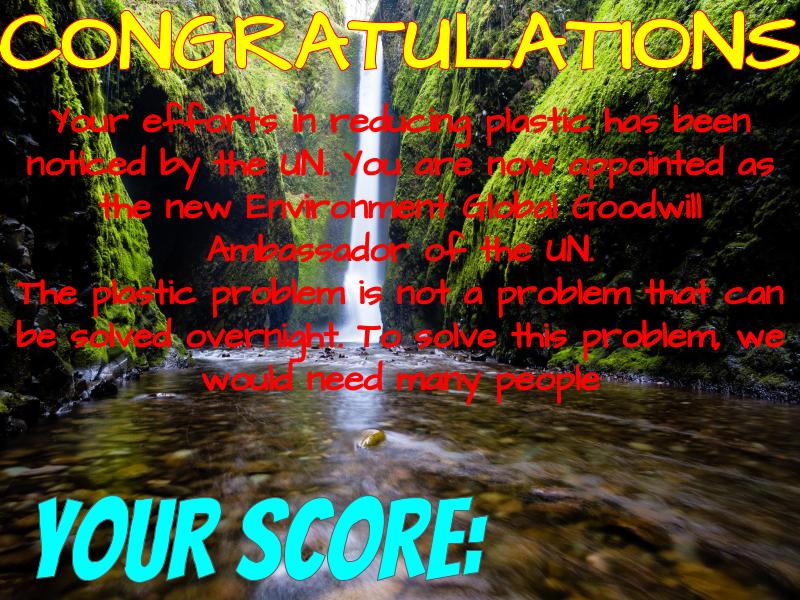 CONGRATULATIONS
Your efforts in reducing plastic has been
noticed by the UN. You are now appointed as
the new Environment Global Goodwill
Ambassador of the UN.
The plastic problem is not a problem that can
be solved overnight. To solve this problem, we
would need many people
YOUR SCORE: